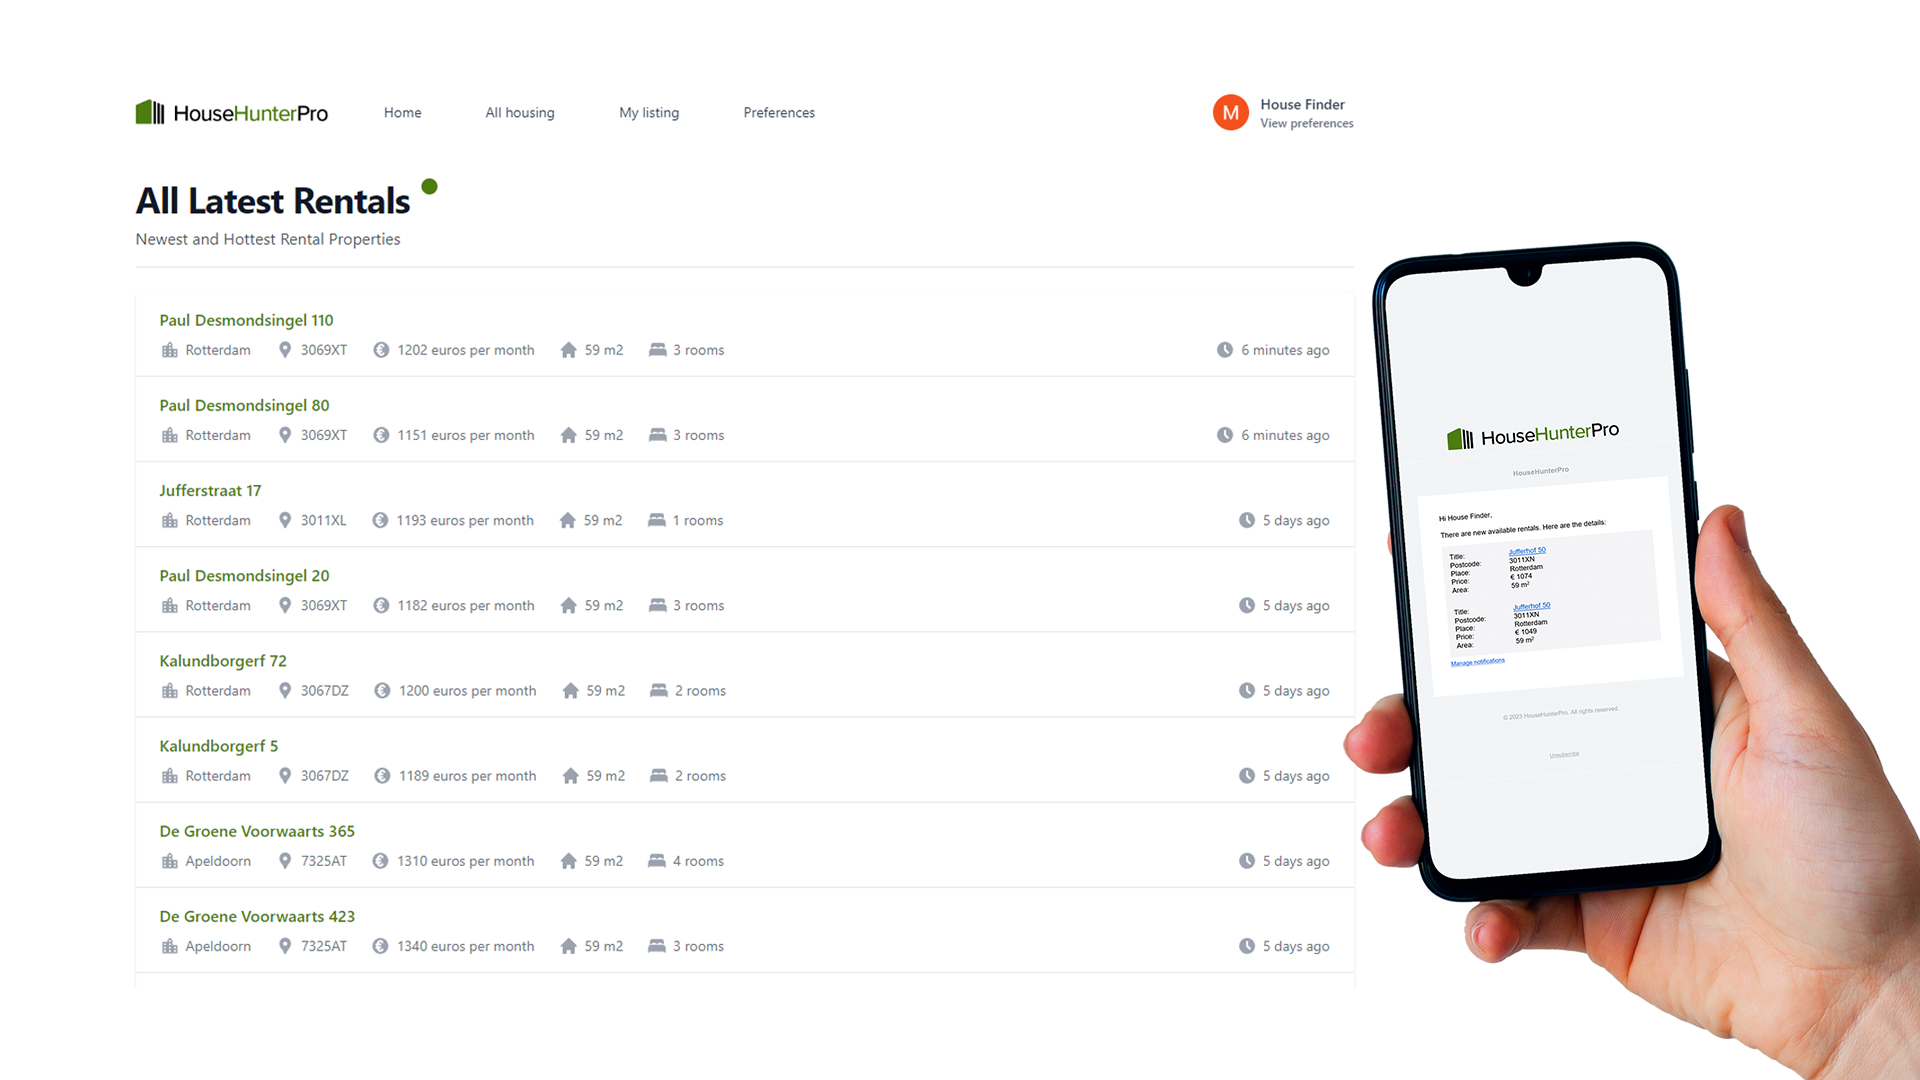 HouseHunterPro
Home
All housing
My listing
Preferences
M
House Finder
View preferences
All Latest Rentals
Newest and Hottest Rental Properties
Paul Desmondsingel 110
Rotterdam 3069XT 1202 euros per month 59 m2 3 rooms 6 minutes ago
Paul Desmondsingel 80
Rotterdam 3069XT 1151 euros per month 59 m2 3 rooms 6 minutes ago
Jufferstraat 17
Rotterdam 3011XL 1193 euros per month 59 m2 1 rooms 5 days ago
Paul Desmondsingel 20
Rotterdam 3069XT 1182 euros per month 59 m2 3 rooms 5 days ago
Kalundborgerf 72
Rotterdam 3067DZ 1200 euros per month 59 m2 2 rooms 5 days ago
Kalundborgerf 5
Rotterdam 3067DZ 1189 euros per month 59 m2 2 rooms 5 days ago
De Groene Voorwaarts 365
Apeldoorn 7325AT 1310 euros per month 59 m2 4 rooms 5 days ago
De Groene Voorwaarts 423
Apeldoorn 7325AT 1340 euros per month 59 m2 3 rooms 5 days ago
HouseHunterPro
HouseHunterPro
Hi House Finder,
There are new available rentals. Here are the details:
Title: Jufferhof 50
Postcode: 3011XN
Place: Rotterdam
Price: € 1074
Area: 59 m²
Title: Jufferhof 50
Postcode: 3011XN
Place: Rotterdam
Price: € 1049
Area: 59 m²
Manage notifications
© 2023 HouseHunterPro. All rights reserved.
Unsubscribe